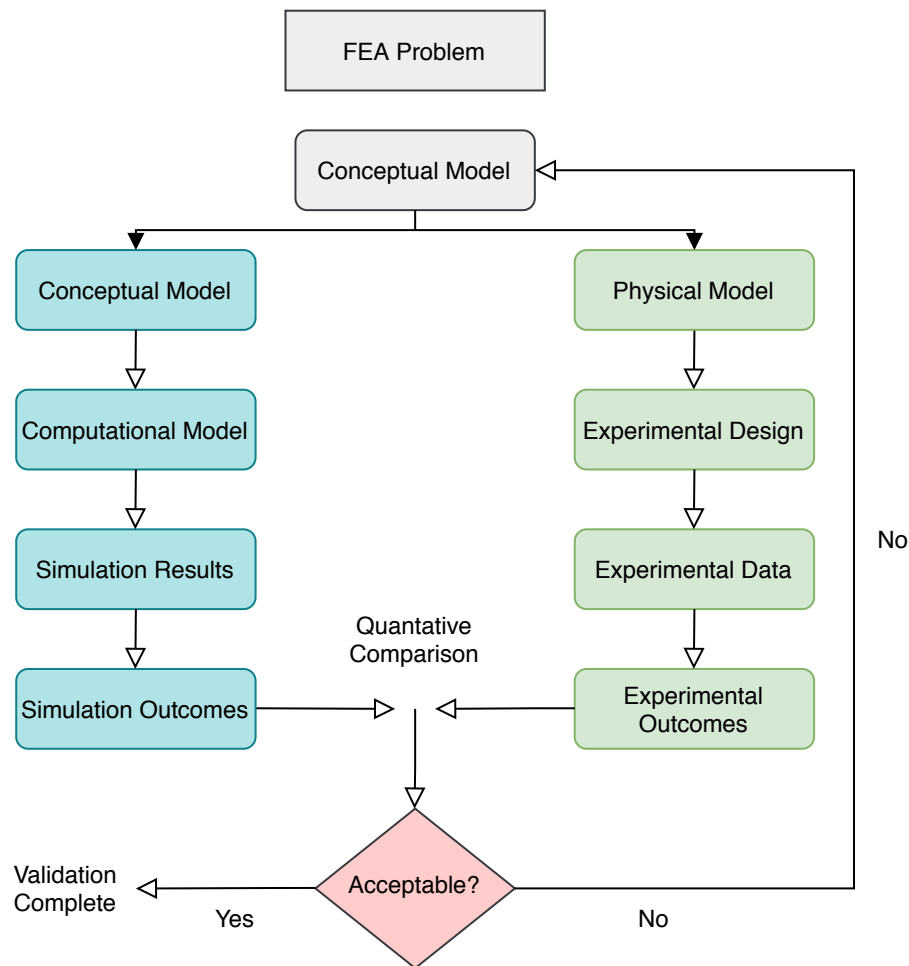 FEA Problem
Conceptual Model
Conceptual Model
Physical Model
Computational Model
Experimental Design
Simulation Results
Experimental Data
No
Quantative
Comparison
Simulation Outcomes
Experimental
Outcomes
Acceptable?
Validation
Complete
Yes
No